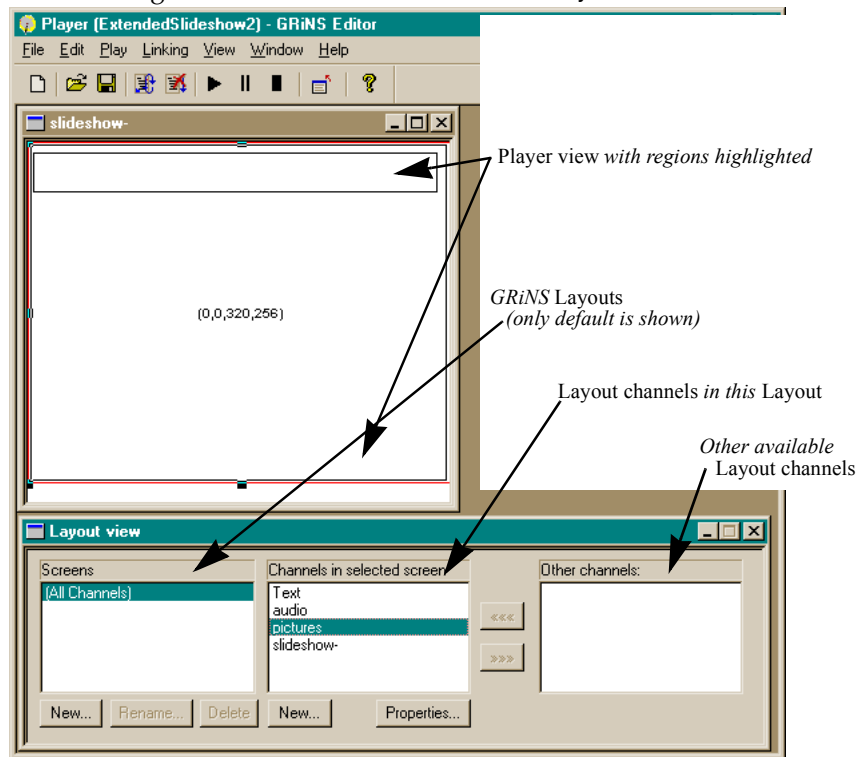 Player (ExtendedSlideshow2) - GRiNS Editor
File Edit Play Linking View Window Help
slideshow-
Player view with regions highlighted
(0,0,320,256)
GRiNS Layouts
(only default is shown)
Layout channels in this Layout
Other available
Layout channels
Layout view
Screens
Channels in selected screen
Other channels:
(All Channels)
Text
audio
pictures
slideshow-
<<<
>>>
New... Rename... Delete New... Properties...